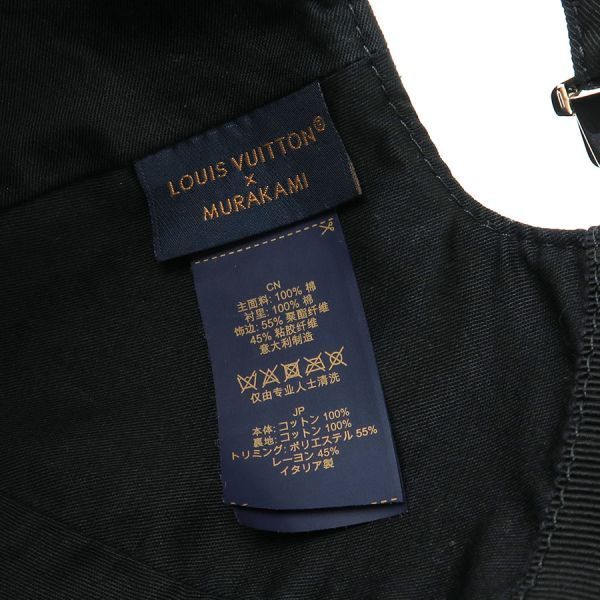 LOUIS VUITTON®
×
MURAKAMI
CN
主面料: 100% 棉
衬里: 100% 棉
饰边: 55% 聚酯纤维
45% 粘胶纤维
意大利制造
仅由专业人士清洗
JP
本体: コットン 100%
裏地: コットン 100%
トリミング: ポリエステル 55%
レーヨン 45%
イタリア製